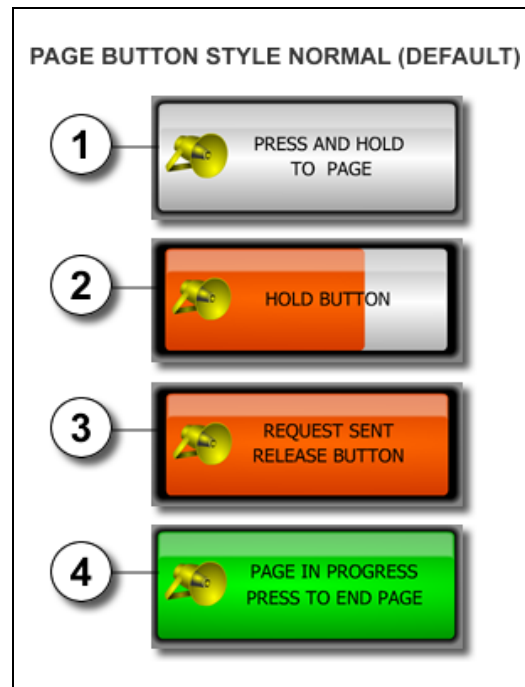 PAGE BUTTON STYLE NORMAL (DEFAULT)
1
PRESS AND HOLD
TO PAGE
2
HOLD BUTTON
3
REQUEST SENT
RELEASE BUTTON
4
PAGE IN PROGRESS
PRESS TO END PAGE